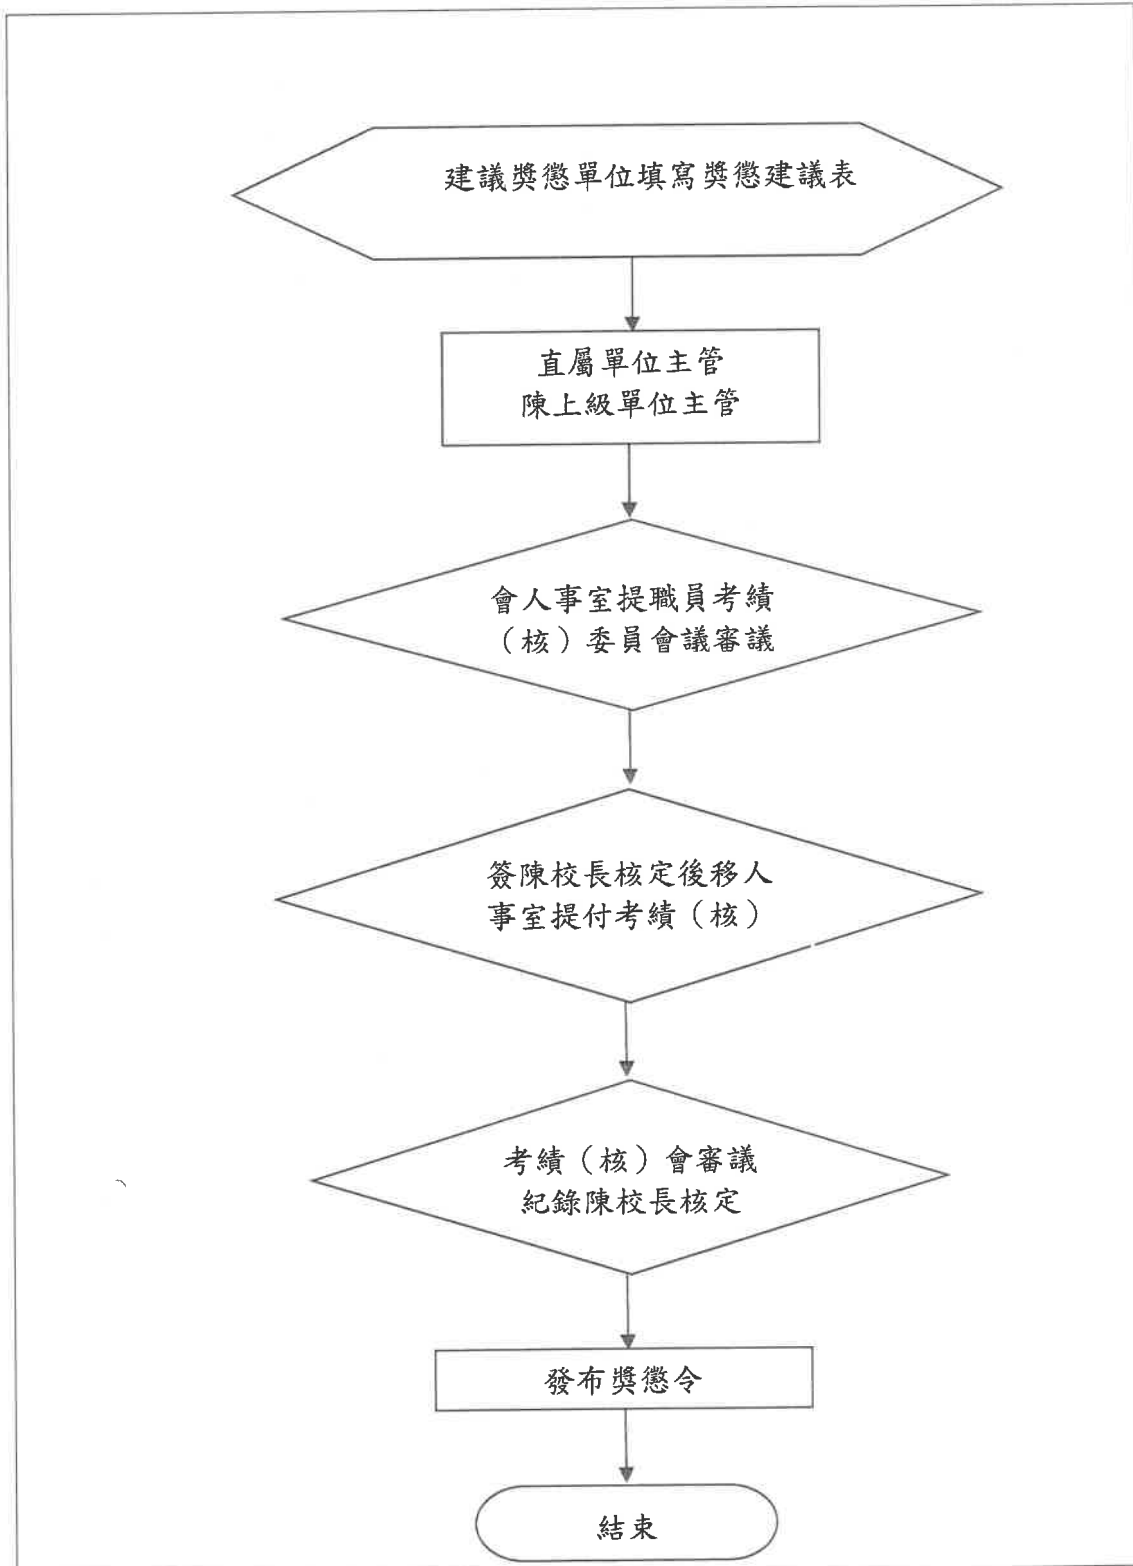 建議獎懲單位填寫獎懲建議表
直屬單位主管
陳上級單位主管
會人事室提職員考績
（核）委員會議審議
簽陳校長核定後移人
事室提付考績（核）
考績（核）會審議
紀錄陳校長核定
發布獎懲令
結束